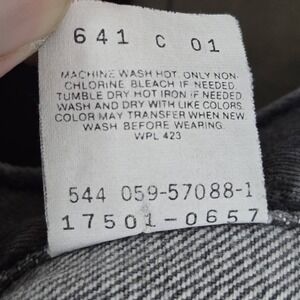 641 C 01
MACHINE WASH HOT. ONLY NON-
CHLORINE BLEACH IF NEEDED.
TUMBLE DRY HOT IRON IF NEEDED.
WASH AND DRY WITH LIKE COLORS.
COLOR MAY TRANSFER WHEN NEW
WASH BEFORE WEARING.
WPL 423
544 059-57088-1
17501-0657